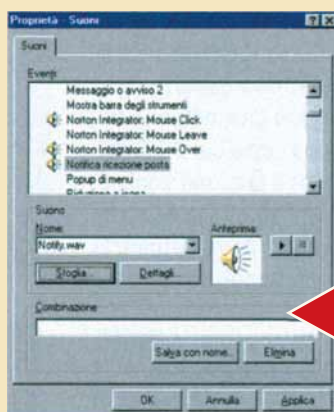 Proprietà - Suoni
Suoni
Eventi:
Messaggio o avviso 2
Mostra barra degli strumenti
Norton Integrator: Mouse Click
Norton Integrator: Mouse Leave
Norton Integrator: Mouse Over
Notifica ricezione posta
Popup di menu
Riduzione a icona
Suono
Nome: Anteprima:
Notify.wav
Sfoglia... Dettagli...
Combinazione
Salva con nome... Elimina
OK Annulla Applica